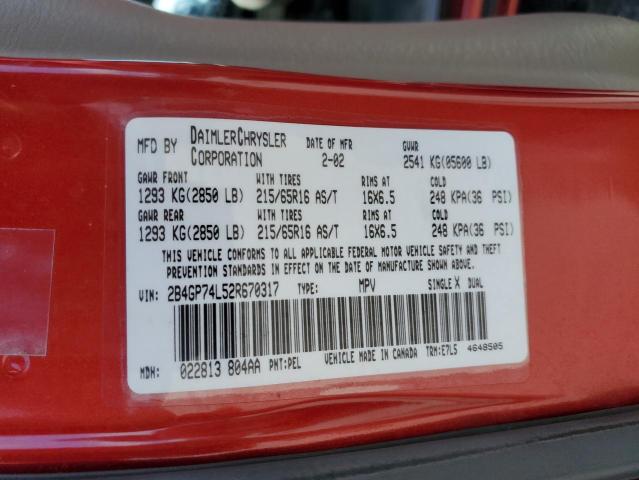 MFD BY DAIMLERCHRYSLER CORPORATION DATE OF MFR 2-02 GVWR 2541 KG(05600 LB)
GAWR FRONT WITH TIRES RIMS AT COLD
1293 KG(2850 LB) 215/65R16 AS/T 16X6.5 248 KPA(36 PSI)
GAWR REAR WITH TIRES RIMS AT COLD
1293 KG(2850 LB) 215/65R16 AS/T 16X6.5 248 KPA(36 PSI)
THIS VEHICLE CONFORMS TO ALL APPLICABLE FEDERAL MOTOR VEHICLE SAFETY AND THEFT
PREVENTION STANDARDS IN EFFECT ON THE DATE OF MANUFACTURE SHOWN ABOVE.
VIN: 2B4GP74L52R670317 TYPE: MPV SINGLE X DUAL
MDH: 022813 804AA PNT:PEL VEHICLE MADE IN CANADA TRM:E7L5 4648505